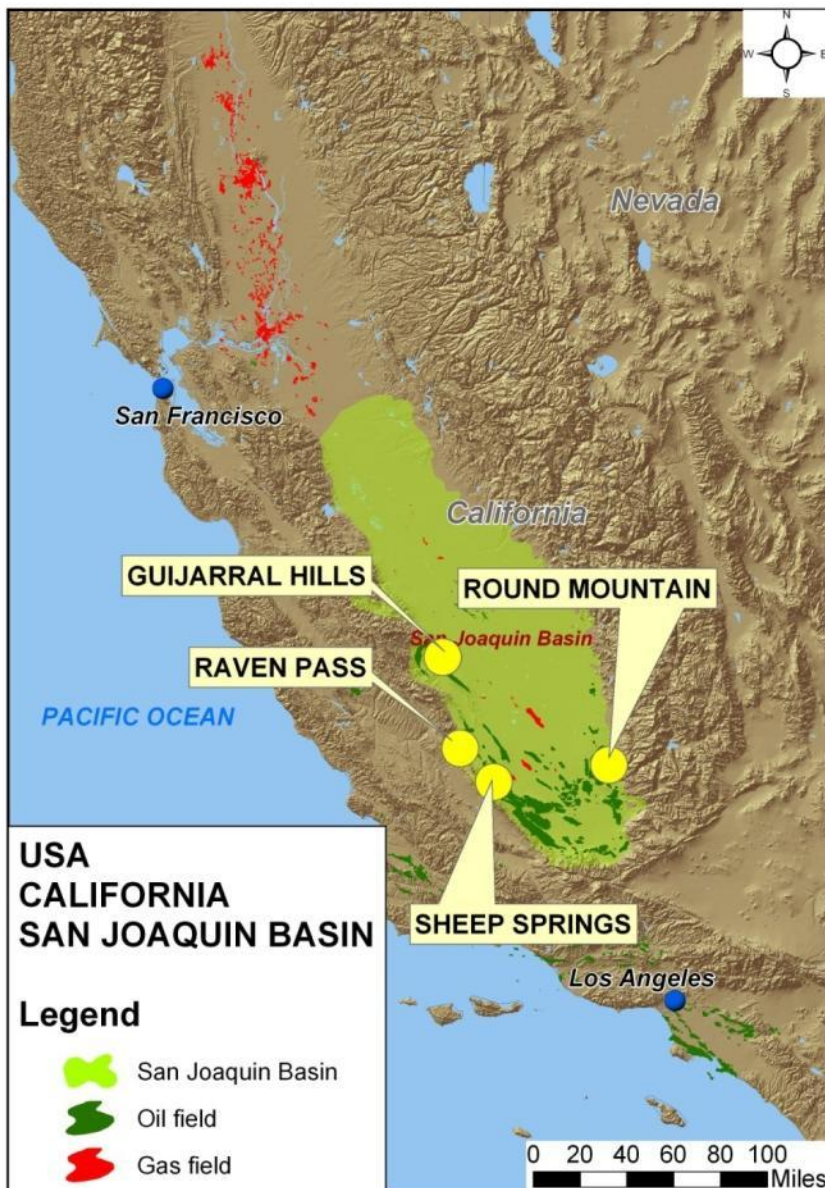 N
W E
S
Nevada
San Francisco
California
GUIJARRAL HILLS
ROUND MOUNTAIN
San Joaquin Basin
RAVEN PASS
PACIFIC OCEAN
USA
CALIFORNIA
SAN JOAQUIN BASIN
SHEEP SPRINGS
Los Angeles
Legend
San Joaquin Basin
Oil field
Gas field
0 20 40 60 80 100
Miles